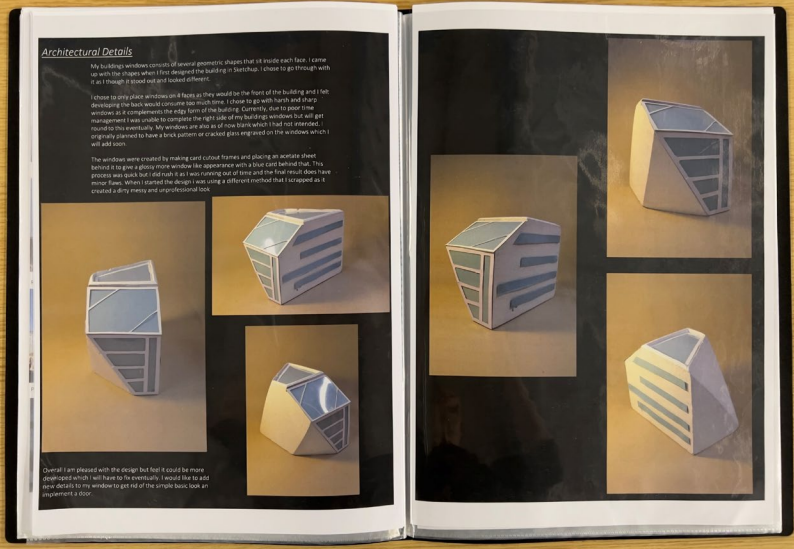 Architectural Details
My buildings windows consists of several geometric shapes that sit inside each face. I came
up with the shapes when I first designed the building in Sketchup. I chose to go through with
it as I though it stood out and looked different.
I chose to only place windows on 4 faces as they would be the front of the building and I felt
developing the back would consume too much time. I chose to go with harsh and sharp
windows as it complements the edgy form of the building. Currently, due to poor time
management I was unable to complete the right side of my buildings windows but will get
round to this eventually. My windows are also as of now blank which I had not intended. I
originally planned to have a brick pattern or cracked glass engraved on the windows which I
will add soon.
The windows were created by making card cutout frames and placing an acetate sheet
behind it to give a glossy more window like appearance with a blue card behind that. This
process was quick but I did rush it as I was running out of time and the final result does have
minor flaws. When I started the design I was using a different method that I scrapped as it
created a dirty messy and unprofessional look
Overall I am pleased with the design but feel it could be more
developed which I will have to fix eventually. I would like to add
new details to my window to get rid of the simple basic look an
implement a door.